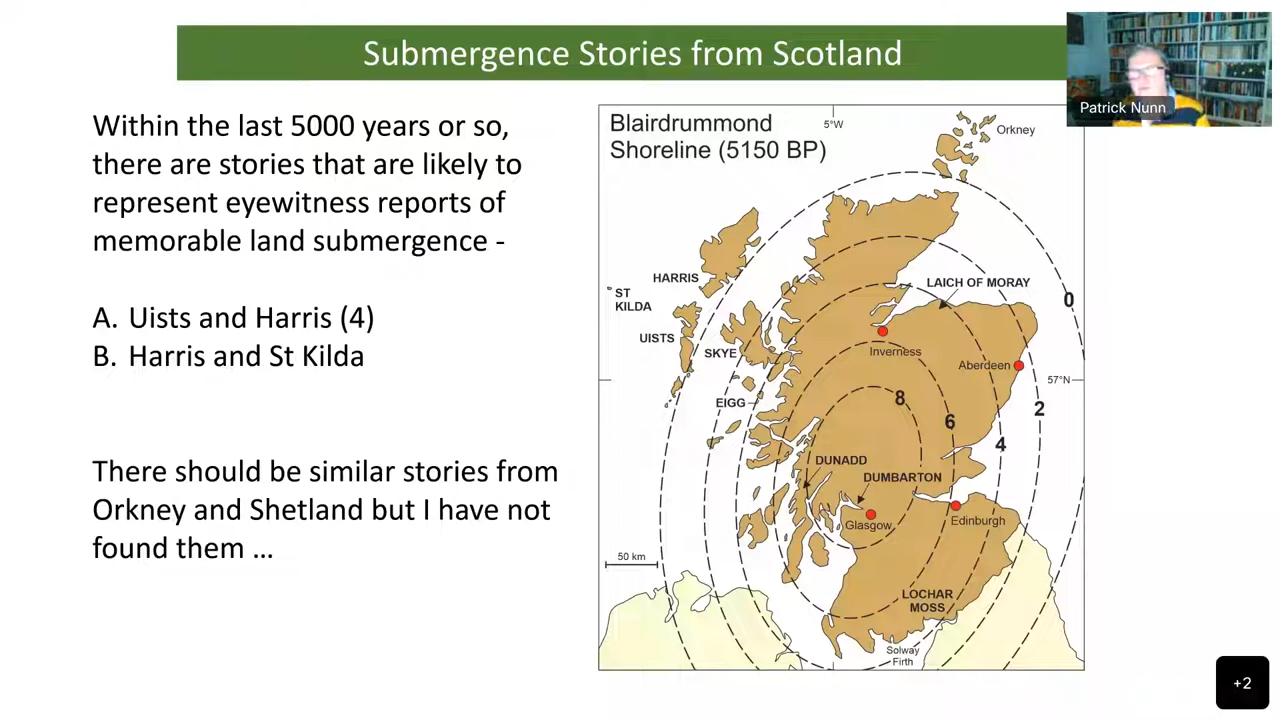 Submergence Stories from Scotland
Patrick Nunn
Within the last 5000 years or so,
there are stories that are likely to
represent eyewitness reports of
memorable land submergence -
A. Uists and Harris (4)
B. Harris and St Kilda
There should be similar stories from
Orkney and Shetland but I have not
found them ...
Blairdrummond
Shoreline (5150 BP)
5°W
Orkney
HARRIS
ST
KILDA
LAICH OF MORAY
0
UISTS
SKYE
Inverness
Aberdeen
57°N
EIGG
8
2
6
4
DUNADD
DUMBARTON
Glasgow
Edinburgh
50 km
LOCHAR
MOSS
Solway
Firth
+2